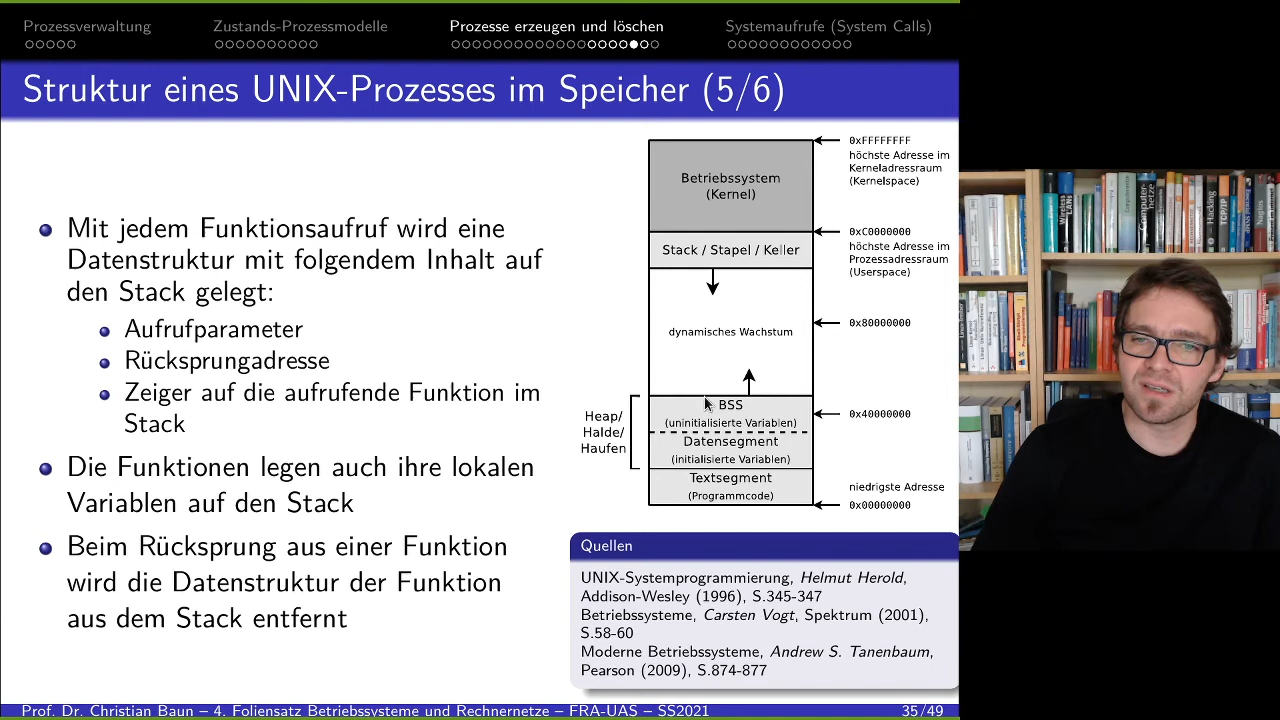 Prozessverwaltung Zustands-Prozessmodelle Prozesse erzeugen und löschen Systemaufrufe (System Calls)
Struktur eines UNIX-Prozesses im Speicher (5/6)
Mit jedem Funktionsaufruf wird eine
Datenstruktur mit folgendem Inhalt auf
den Stack gelegt:
Aufrufparameter
Rücksprungadresse
Zeiger auf die aufrufende Funktion im
Stack
Die Funktionen legen auch ihre lokalen
Variablen auf den Stack
Beim Rücksprung aus einer Funktion
wird die Datenstruktur der Funktion
aus dem Stack entfernt
Betriebssystem
(Kernel)
Stack / Stapel / Keller
dynamisches Wachstum
BSS
(uninitialisierte Variablen)
Datensegment
(initialisierte Variablen)
Textsegment
(Programmcode)
Heap/
Halde/
Haufen
0xFFFFFFFF
höchste Adresse im
Kerneladressraum
(Kernelspace)
0xC0000000
höchste Adresse im
Prozessadressraum
(Userspace)
0x80000000
0x40000000
niedrigste Adresse
0x00000000
Quellen
UNIX-Systemprogrammierung, Helmut Herold,
Addison-Wesley (1996), S.345-347
Betriebssysteme, Carsten Vogt, Spektrum (2001),
S.58-60
Moderne Betriebssysteme, Andrew S. Tanenbaum,
Pearson (2009), S.874-877
Prof. Dr. Christian Baun – 4. Foliensatz Betriebssysteme und Rechnernetze – FRA-UAS – SS2021 35/49
Wireless
LANs
Computer-
netze
Hacking
TCP/IP